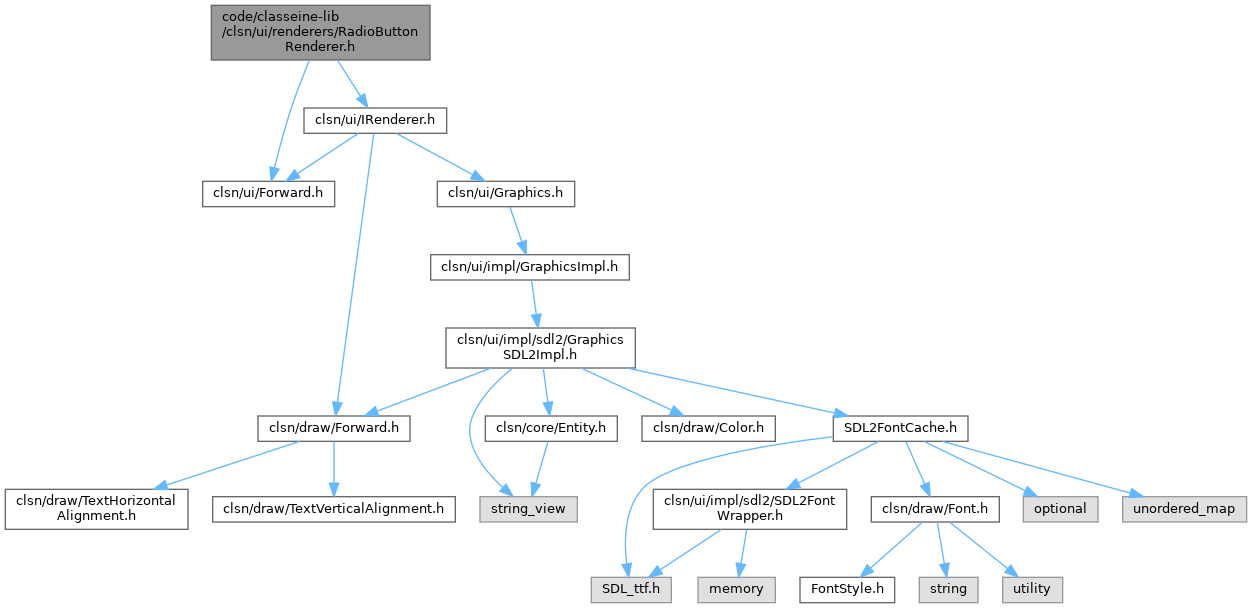 code/classeine-lib
/clsn/ui/renderers/RadioButton
Renderer.h
clsn/ui/IRenderer.h
clsn/ui/Forward.h
clsn/ui/Graphics.h
clsn/ui/impl/GraphicsImpl.h
clsn/ui/impl/sdl2/Graphics
SDL2Impl.h
clsn/draw/Forward.h
clsn/core/Entity.h
clsn/draw/Color.h
SDL2FontCache.h
clsn/draw/TextHorizontal
Alignment.h
clsn/draw/TextVerticalAlignment.h
string_view
clsn/ui/impl/sdl2/SDL2Font
Wrapper.h
clsn/draw/Font.h
optional
unordered_map
SDL_ttf.h
memory
FontStyle.h
string
utility